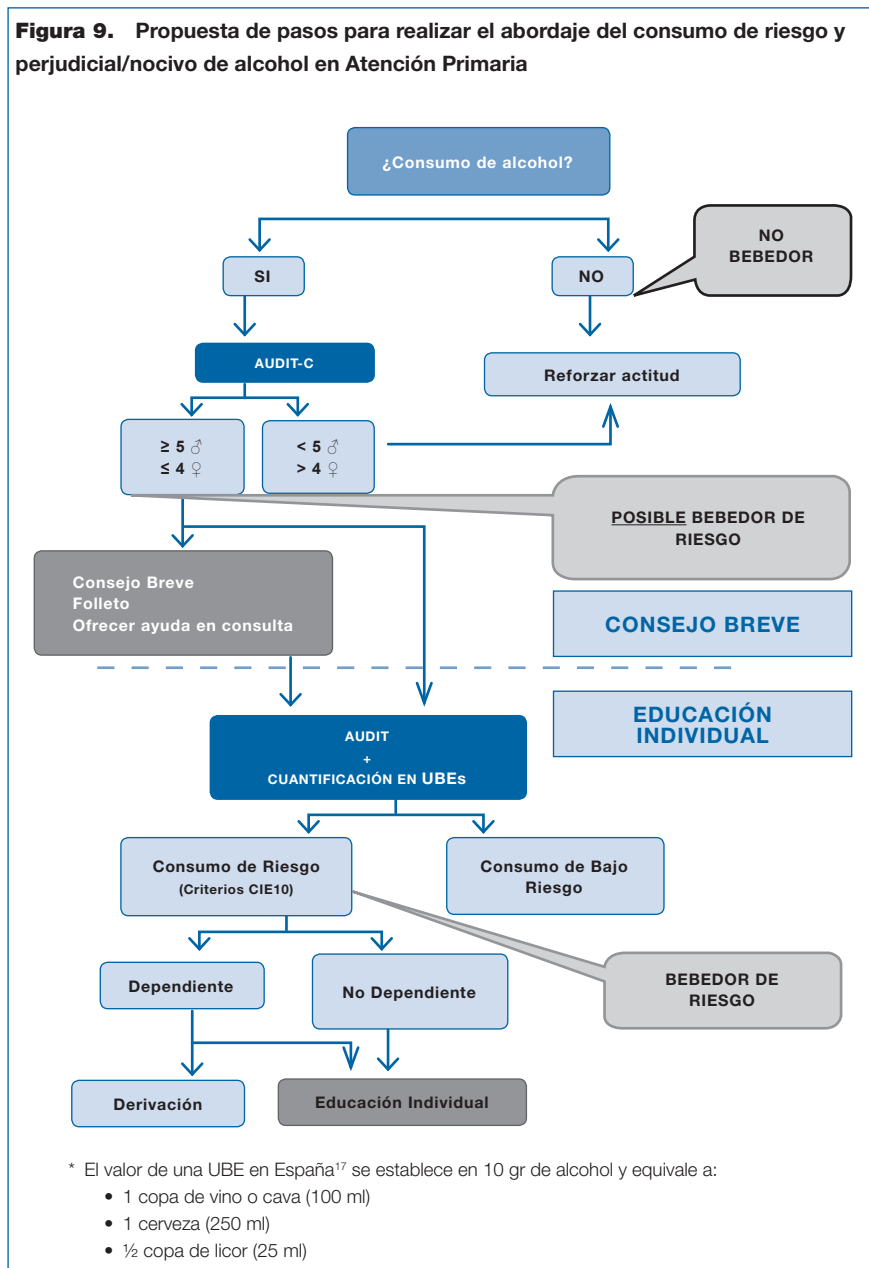 Figura 9. Propuesta de pasos para realizar el abordaje del consumo de riesgo y
perjudicial/nocivo de alcohol en Atención Primaria
¿Consumo de alcohol?
NO
BEBEDOR
SI
NO
AUDIT-C
Reforzar actitud
≥ 5 ♂
≤ 4 ♀
< 5 ♂
> 4 ♀
POSIBLE BEBEDOR DE
RIESGO
Consejo Breve
Folleto
Ofrecer ayuda en consulta
CONSEJO BREVE
EDUCACIÓN
INDIVIDUAL
AUDIT
+
CUANTIFICACIÓN EN UBEs
Consumo de Riesgo
(Criterios CIE10)
Consumo de Bajo
Riesgo
Dependiente
No Dependiente
BEBEDOR DE
RIESGO
Derivación
Educación Individual
* El valor de una UBE en España¹⁷ se establece en 10 gr de alcohol y equivale a:
• 1 copa de vino o cava (100 ml)
• 1 cerveza (250 ml)
• ½ copa de licor (25 ml)